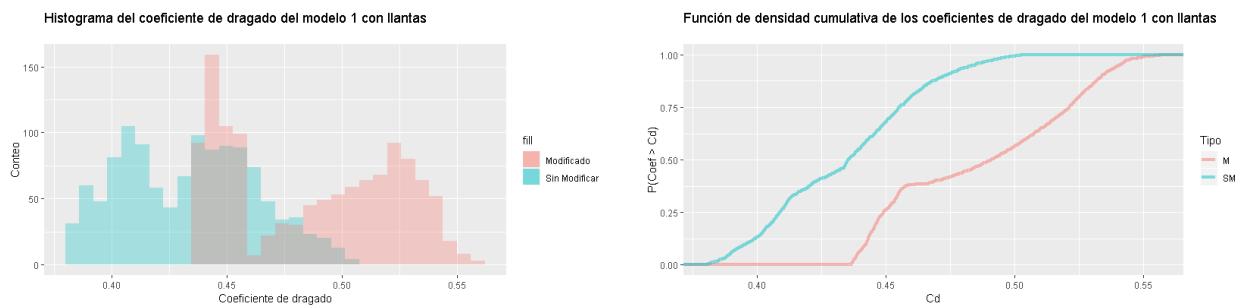 Histograma del coeficiente de dragado del modelo 1 con llantas
Conteo
150
100
50
0
0.40 0.45 0.50 0.55
Coeficiente de dragado
fill
Modificado
Sin Modificar
Función de densidad cumulativa de los coeficientes de dragado del modelo 1 con llantas
P(Coef > Cd)
1.00
0.75
0.50
0.25
0.00
0.40 0.45 0.50 0.55
Cd
Tipo
M
SM